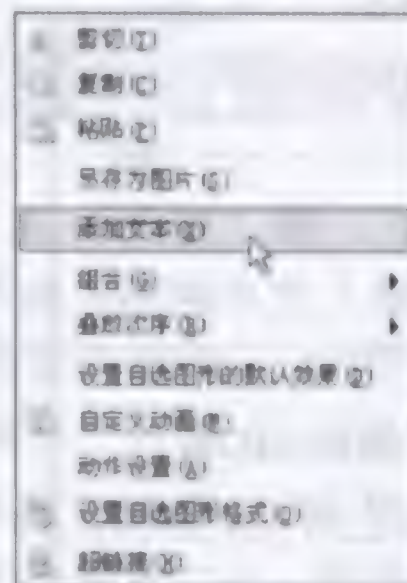 剪切(T)
复制(C)
粘贴(P)
另存为图片(S)
添加文本(X)
组合(G)
叠放次序(R)
设置自选图形的默认效果(D)
自定义动画(M)
动作设置(A)
设置自选图形格式(O)
超链接(H)